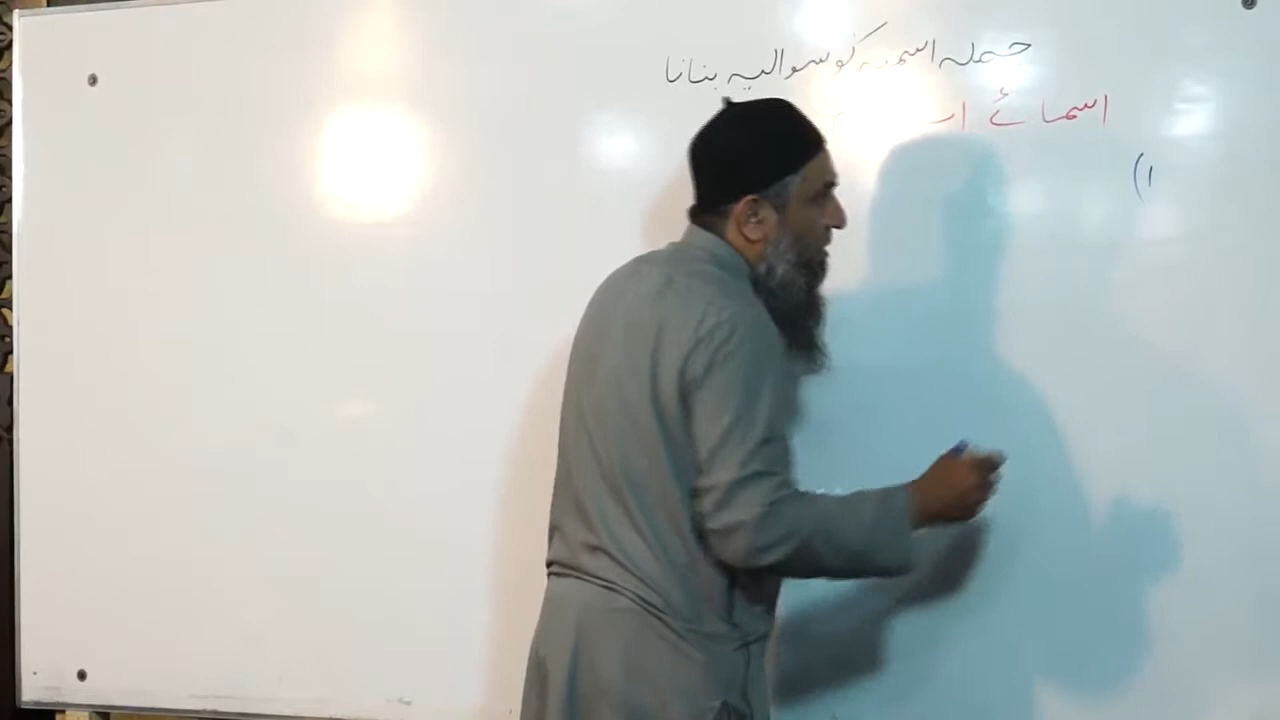 جملہ اسمیہ کو سوالیہ بنانا
اسمائے
۱)